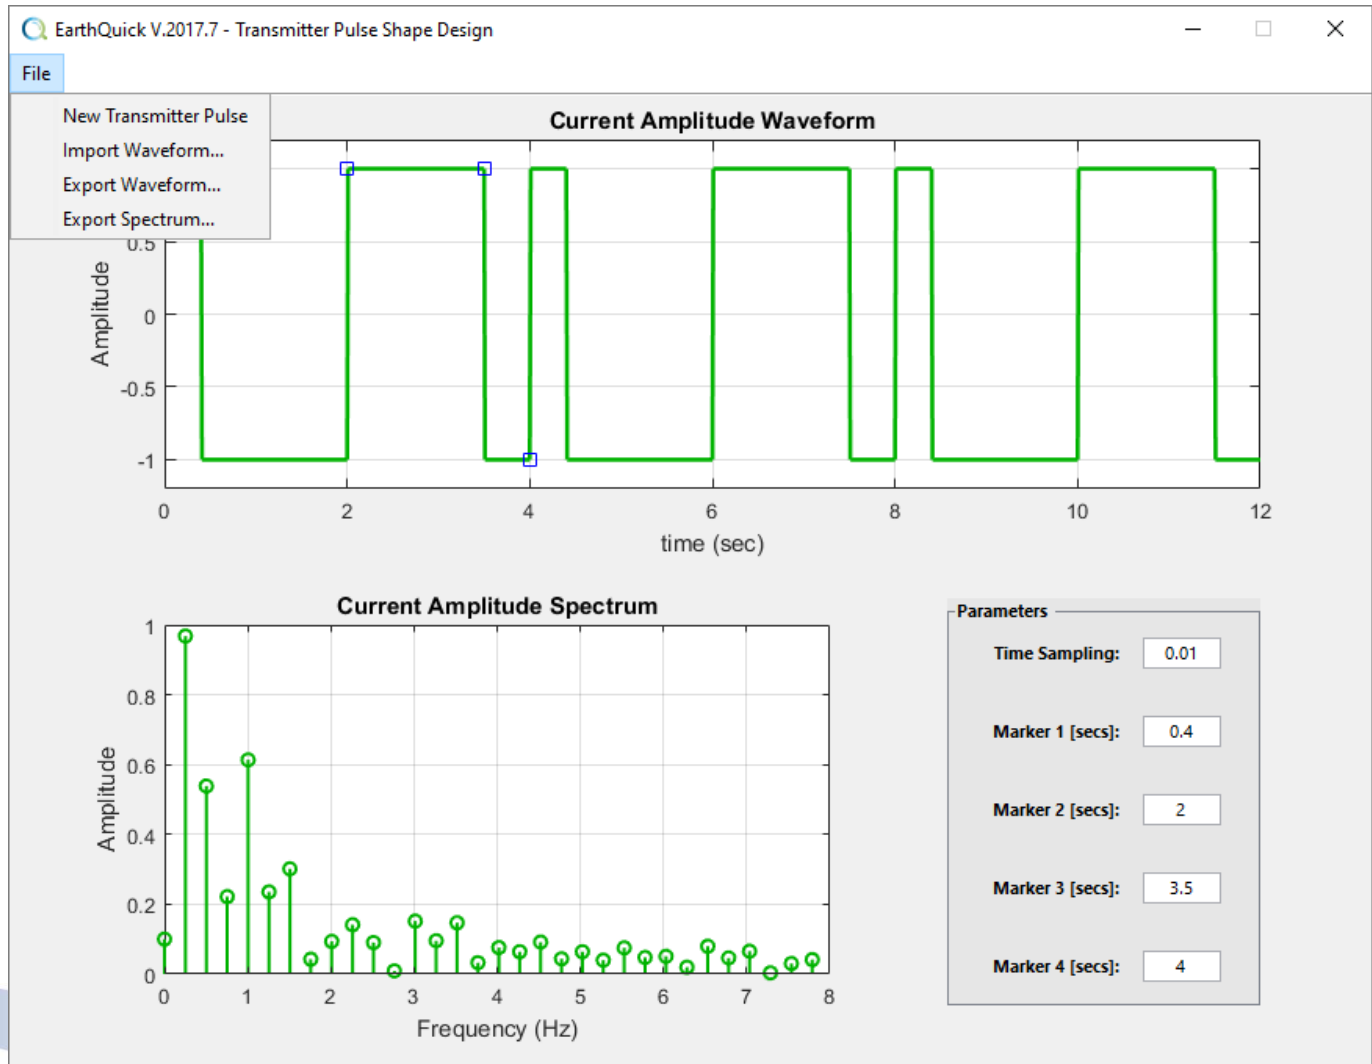 EarthQuick V.2017.7 - Transmitter Pulse Shape Design
File
New Transmitter Pulse
Import Waveform...
Export Waveform...
Export Spectrum...
Current Amplitude Waveform
0.5
0
-0.5
-1
Amplitude
0 2 4 6 8 10 12
time (sec)
Current Amplitude Spectrum
1
0.8
0.6
0.4
0.2
0
Amplitude
0 1 2 3 4 5 6 7 8
Frequency (Hz)
Parameters
Time Sampling: 0.01
Marker 1 [secs]: 0.4
Marker 2 [secs]: 2
Marker 3 [secs]: 3.5
Marker 4 [secs]: 4